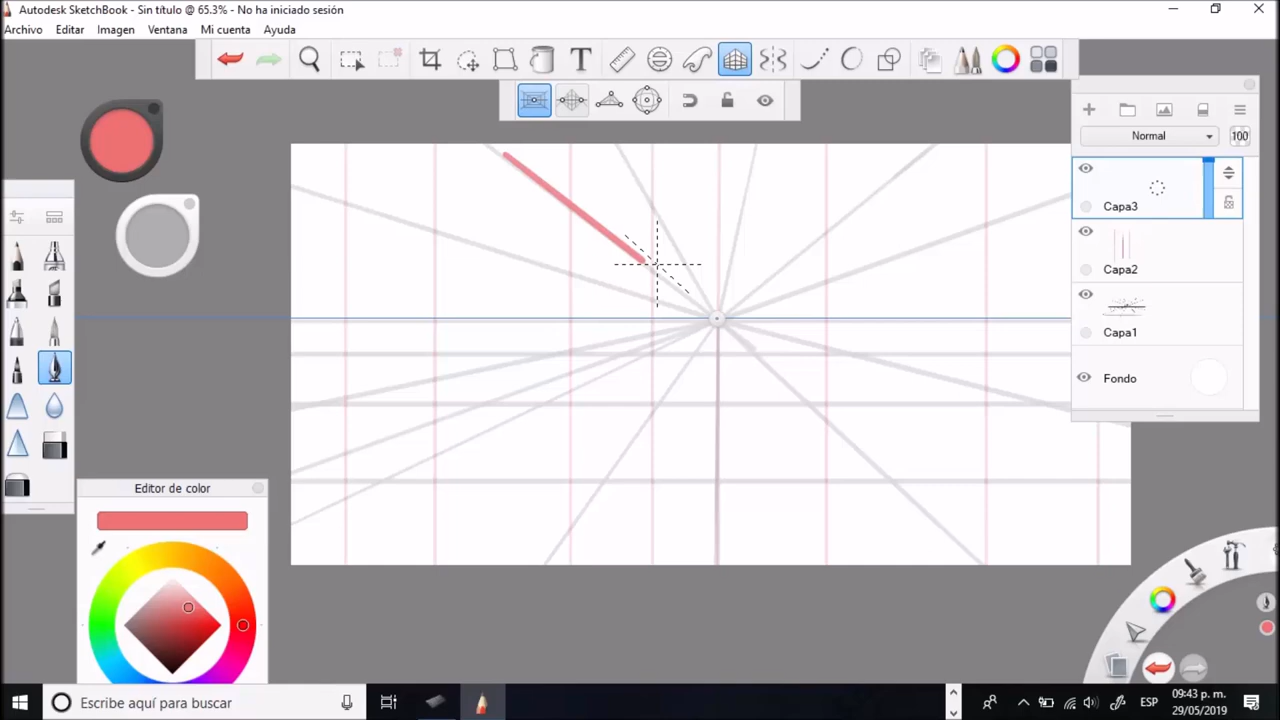 Autodesk SketchBook - Sin título @ 65.3% - No ha iniciado sesión
Archivo Editar Imagen Ventana Mi cuenta Ayuda
T
Normal 100
Capa3
Capa2
Capa1
Fondo
Editor de color
Escribe aquí para buscar
ESP
09:43 p. m.
29/05/2019